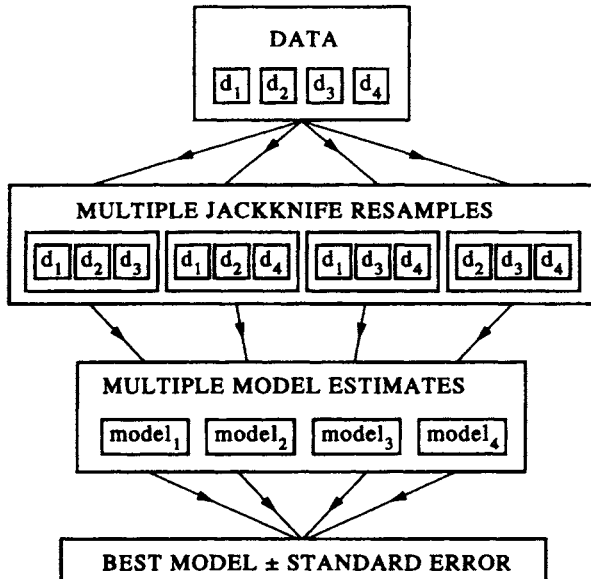 DATA
d₁ d₂ d₃ d₄
MULTIPLE JACKKNIFE RESAMPLES
d₁ d₂ d₃ d₁ d₂ d₄ d₁ d₃ d₄ d₂ d₃ d₄
MULTIPLE MODEL ESTIMATES
model₁ model₂ model₃ model₄
BEST MODEL ± STANDARD ERROR